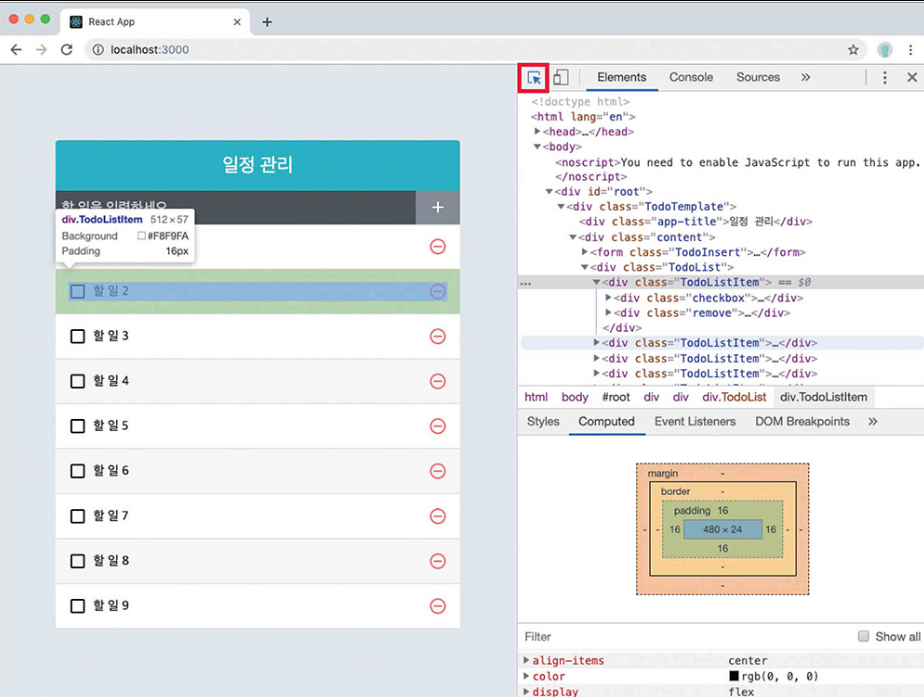 React App
localhost:3000
일정 관리
할 일을 입력하세요
div.TodoListItem 512×57
Background #F8F9FA
Padding 16px
할 일 2
할 일 3
할 일 4
할 일 5
할 일 6
할 일 7
할 일 8
할 일 9
Elements Console Sources »
<!doctype html>
<html lang="en">
<head>…</head>
<body>
<noscript>You need to enable JavaScript to run this app.
</noscript>
<div id="root">
<div class="TodoTemplate">
<div class="app-title">일정 관리</div>
<div class="content">
<form class="TodoInsert">…</form>
<div class="TodoList">
<div class="TodoListItem"> == $0
<div class="checkbox">…</div>
<div class="remove">…</div>
</div>
<div class="TodoListItem">…</div>
<div class="TodoListItem">…</div>
<div class="TodoListItem">…</div>
html body #root div div div.TodoList div.TodoListItem
Styles Computed Event Listeners DOM Breakpoints »
margin -
border -
padding 16
- - 16 480 × 24 16 - -
16
-
-
Filter Show all
align-items center
color rgb(0, 0, 0)
display flex